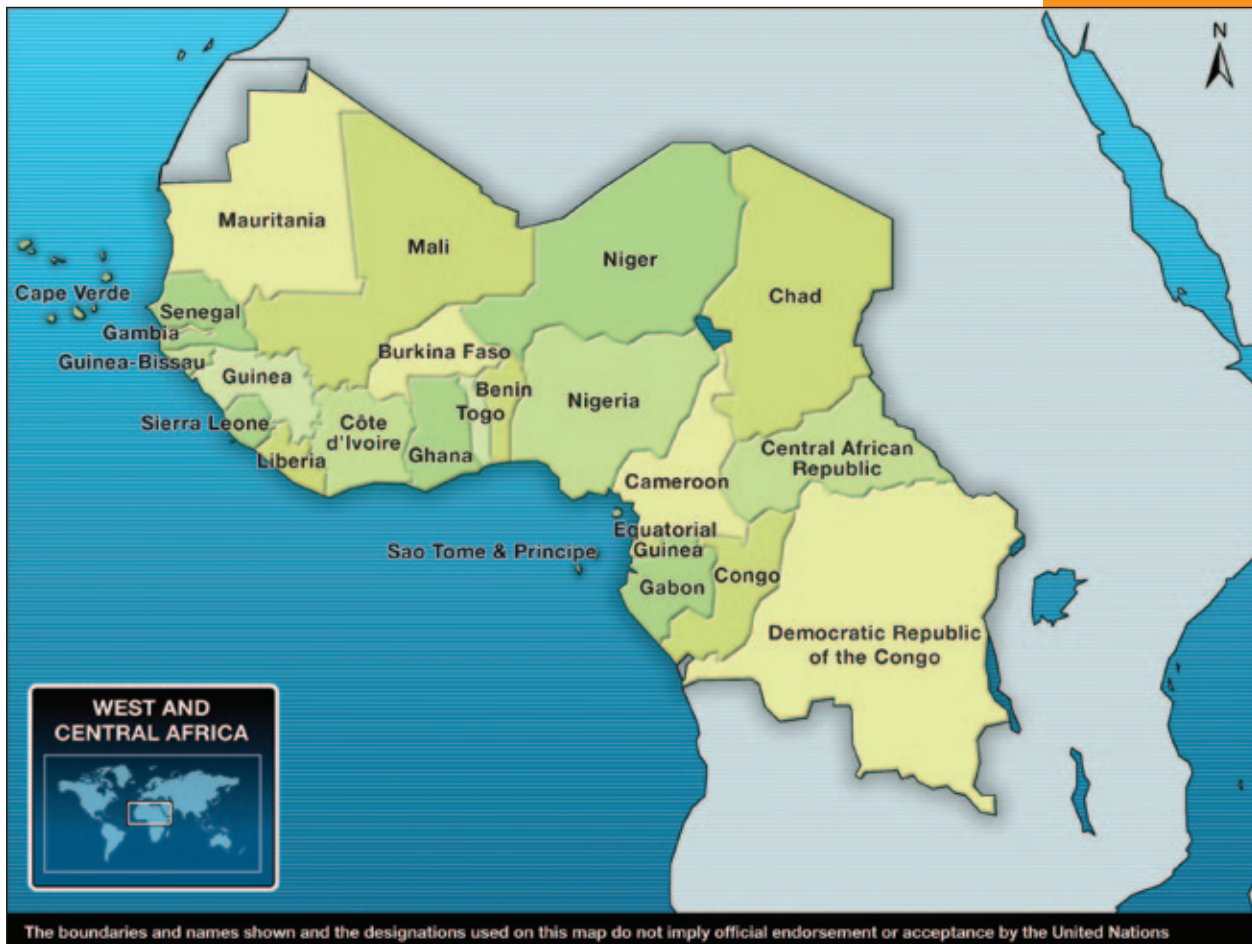 N
Mauritania
Mali
Niger
Chad
Cape Verde
Senegal
Gambia
Guinea-Bissau
Guinea
Burkina Faso
Benin
Togo
Nigeria
Sierra Leone
Côte
d'Ivoire
Ghana
Liberia
Central African
Republic
Cameroon
Equatorial
Guinea
Sao Tome & Principe
Gabon
Congo
Democratic Republic
of the Congo
WEST AND
CENTRAL AFRICA
The boundaries and names shown and the designations used on this map do not imply official endorsement or acceptance by the United Nations